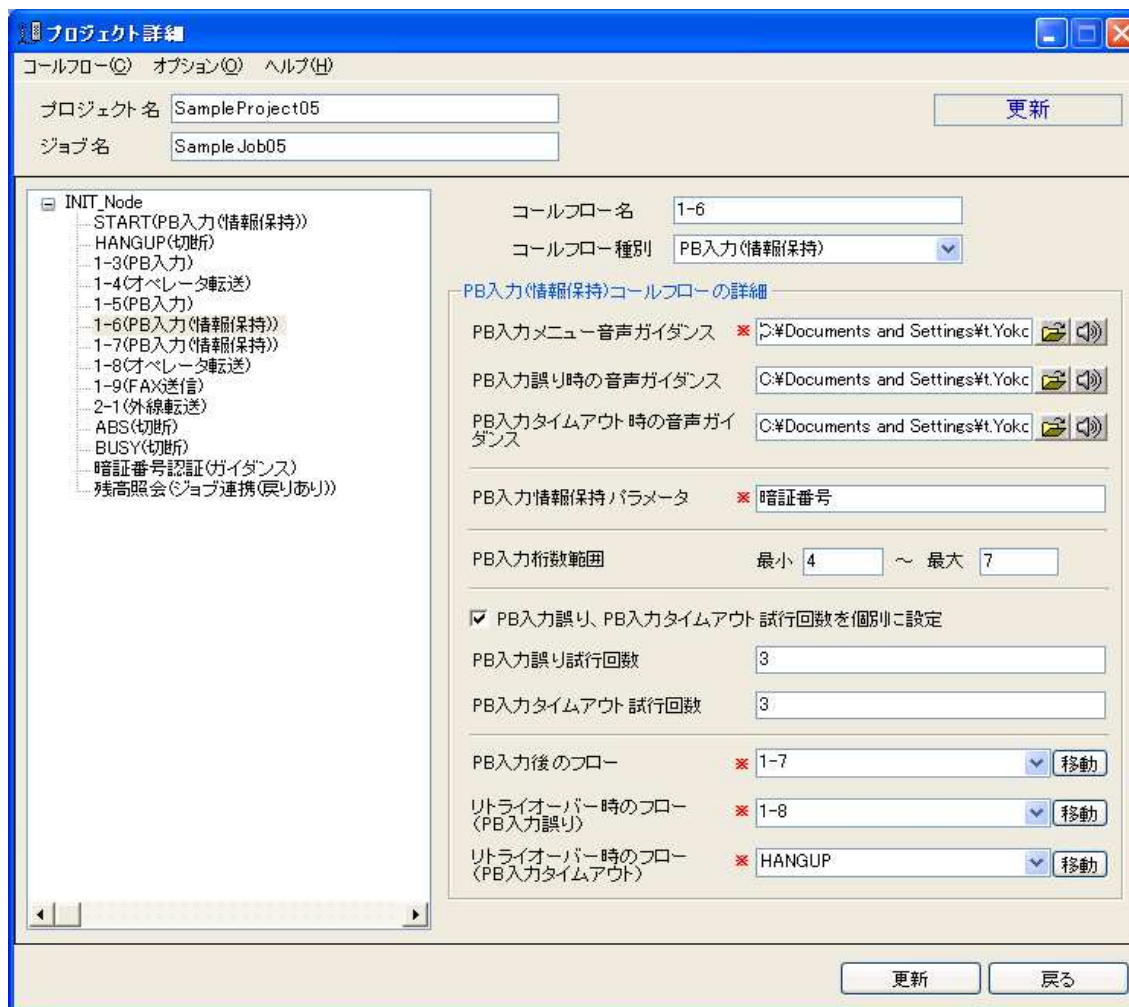 プロジェクト詳細
コールフロー(C) オプション(O) ヘルプ(H)
プロジェクト名 SampleProject05
更新
ジョブ名 SampleJob05
INIT_Node
START(PB入力(情報保持))
HANGUP(切断)
1-3(PB入力)
1-4(オペレータ転送)
1-5(PB入力)
1-6(PB入力(情報保持))
1-7(PB入力(情報保持))
1-8(オペレータ転送)
1-9(FAX送信)
2-1(外線転送)
ABS(切断)
BUSY(切断)
暗証番号認証(ガイダンス)
残高照会(ジョブ連携(戻りあり))
コールフロー名 1-6
コールフロー種別 PB入力(情報保持)
PB入力(情報保持)コールフローの詳細
PB入力メニュー音声ガイダンス ※ C:¥Documents and Settings¥t.Yokc
PB入力誤り時の音声ガイダンス C:¥Documents and Settings¥t.Yokc
PB入力タイムアウト時の音声ガイ
ダンス C:¥Documents and Settings¥t.Yokc
PB入力情報保持パラメータ ※ 暗証番号
PB入力桁数範囲 最小 4 ～ 最大 7
PB入力誤り、PB入力タイムアウト試行回数を個別に設定
PB入力誤り試行回数 3
PB入力タイムアウト試行回数 3
PB入力後のフロー ※ 1-7 移動
リトライオーバー時のフロー
(PB入力誤り) ※ 1-8 移動
リトライオーバー時のフロー
(PB入力タイムアウト) ※ HANGUP 移動
更新 戻る